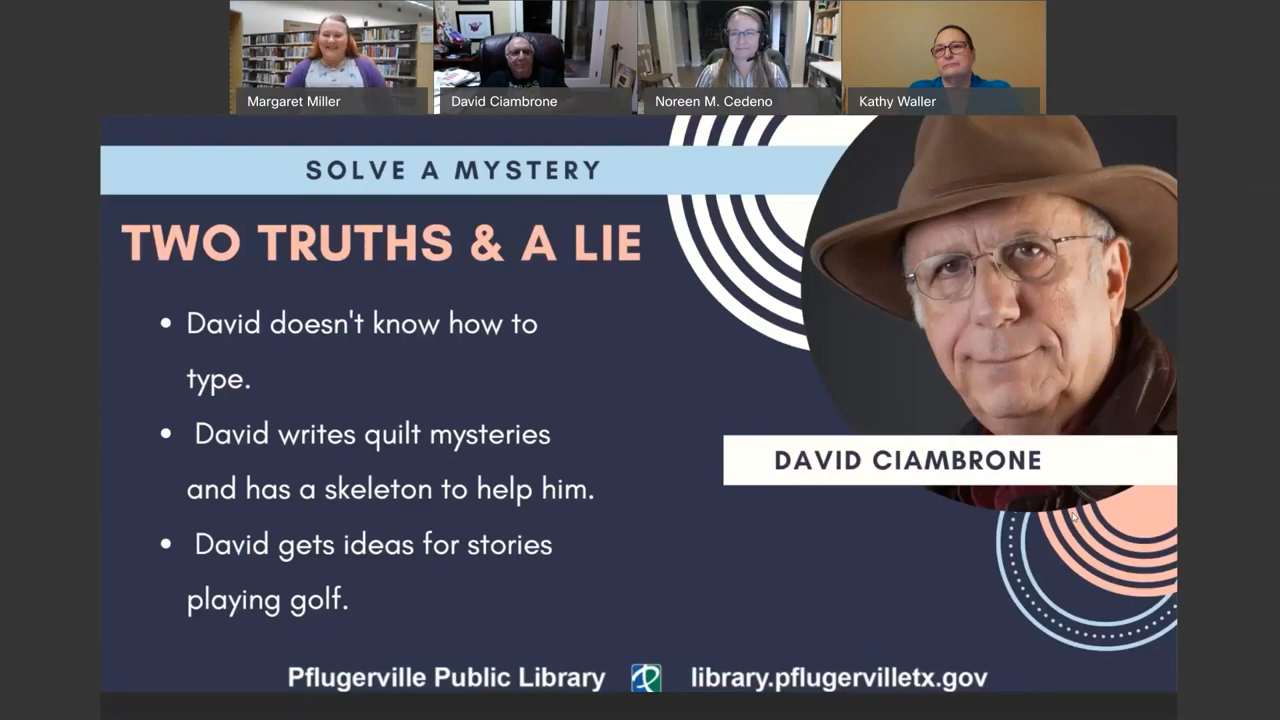 Margaret Miller
David Ciambrone
Noreen M. Cedeno
Kathy Waller
SOLVE A MYSTERY
TWO TRUTHS & A LIE
• David doesn't know how to
type.
• David writes quilt mysteries
and has a skeleton to help him.
• David gets ideas for stories
playing golf.
DAVID CIAMBRONE
Pflugerville Public Library
library.pflugervilletx.gov